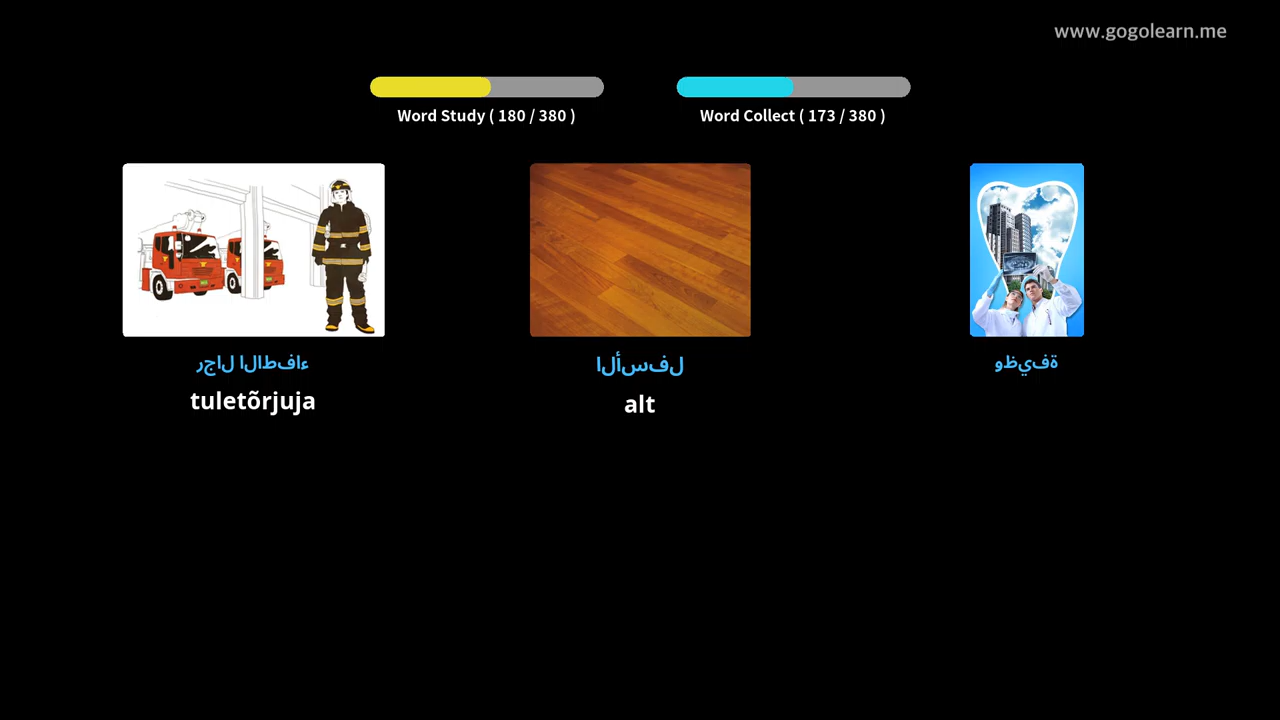 www.gogolearn.me
Word Study ( 180 / 380 )
Word Collect ( 173 / 380 )
رجال الاطفاء
tuletõrjuja
الأسفل
alt
وظيفة